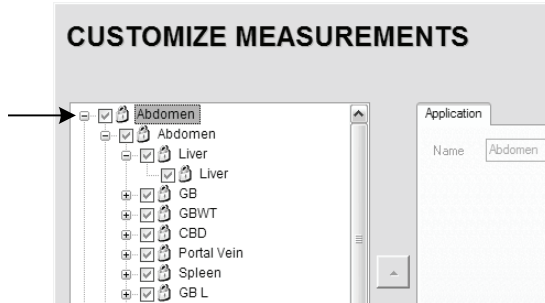 CUSTOMIZE MEASUREMENTS
Abdomen
Abdomen
Liver
Liver
GB
GBWT
CBD
Portal Vein
Spleen
GB L
Application
Name Abdomen